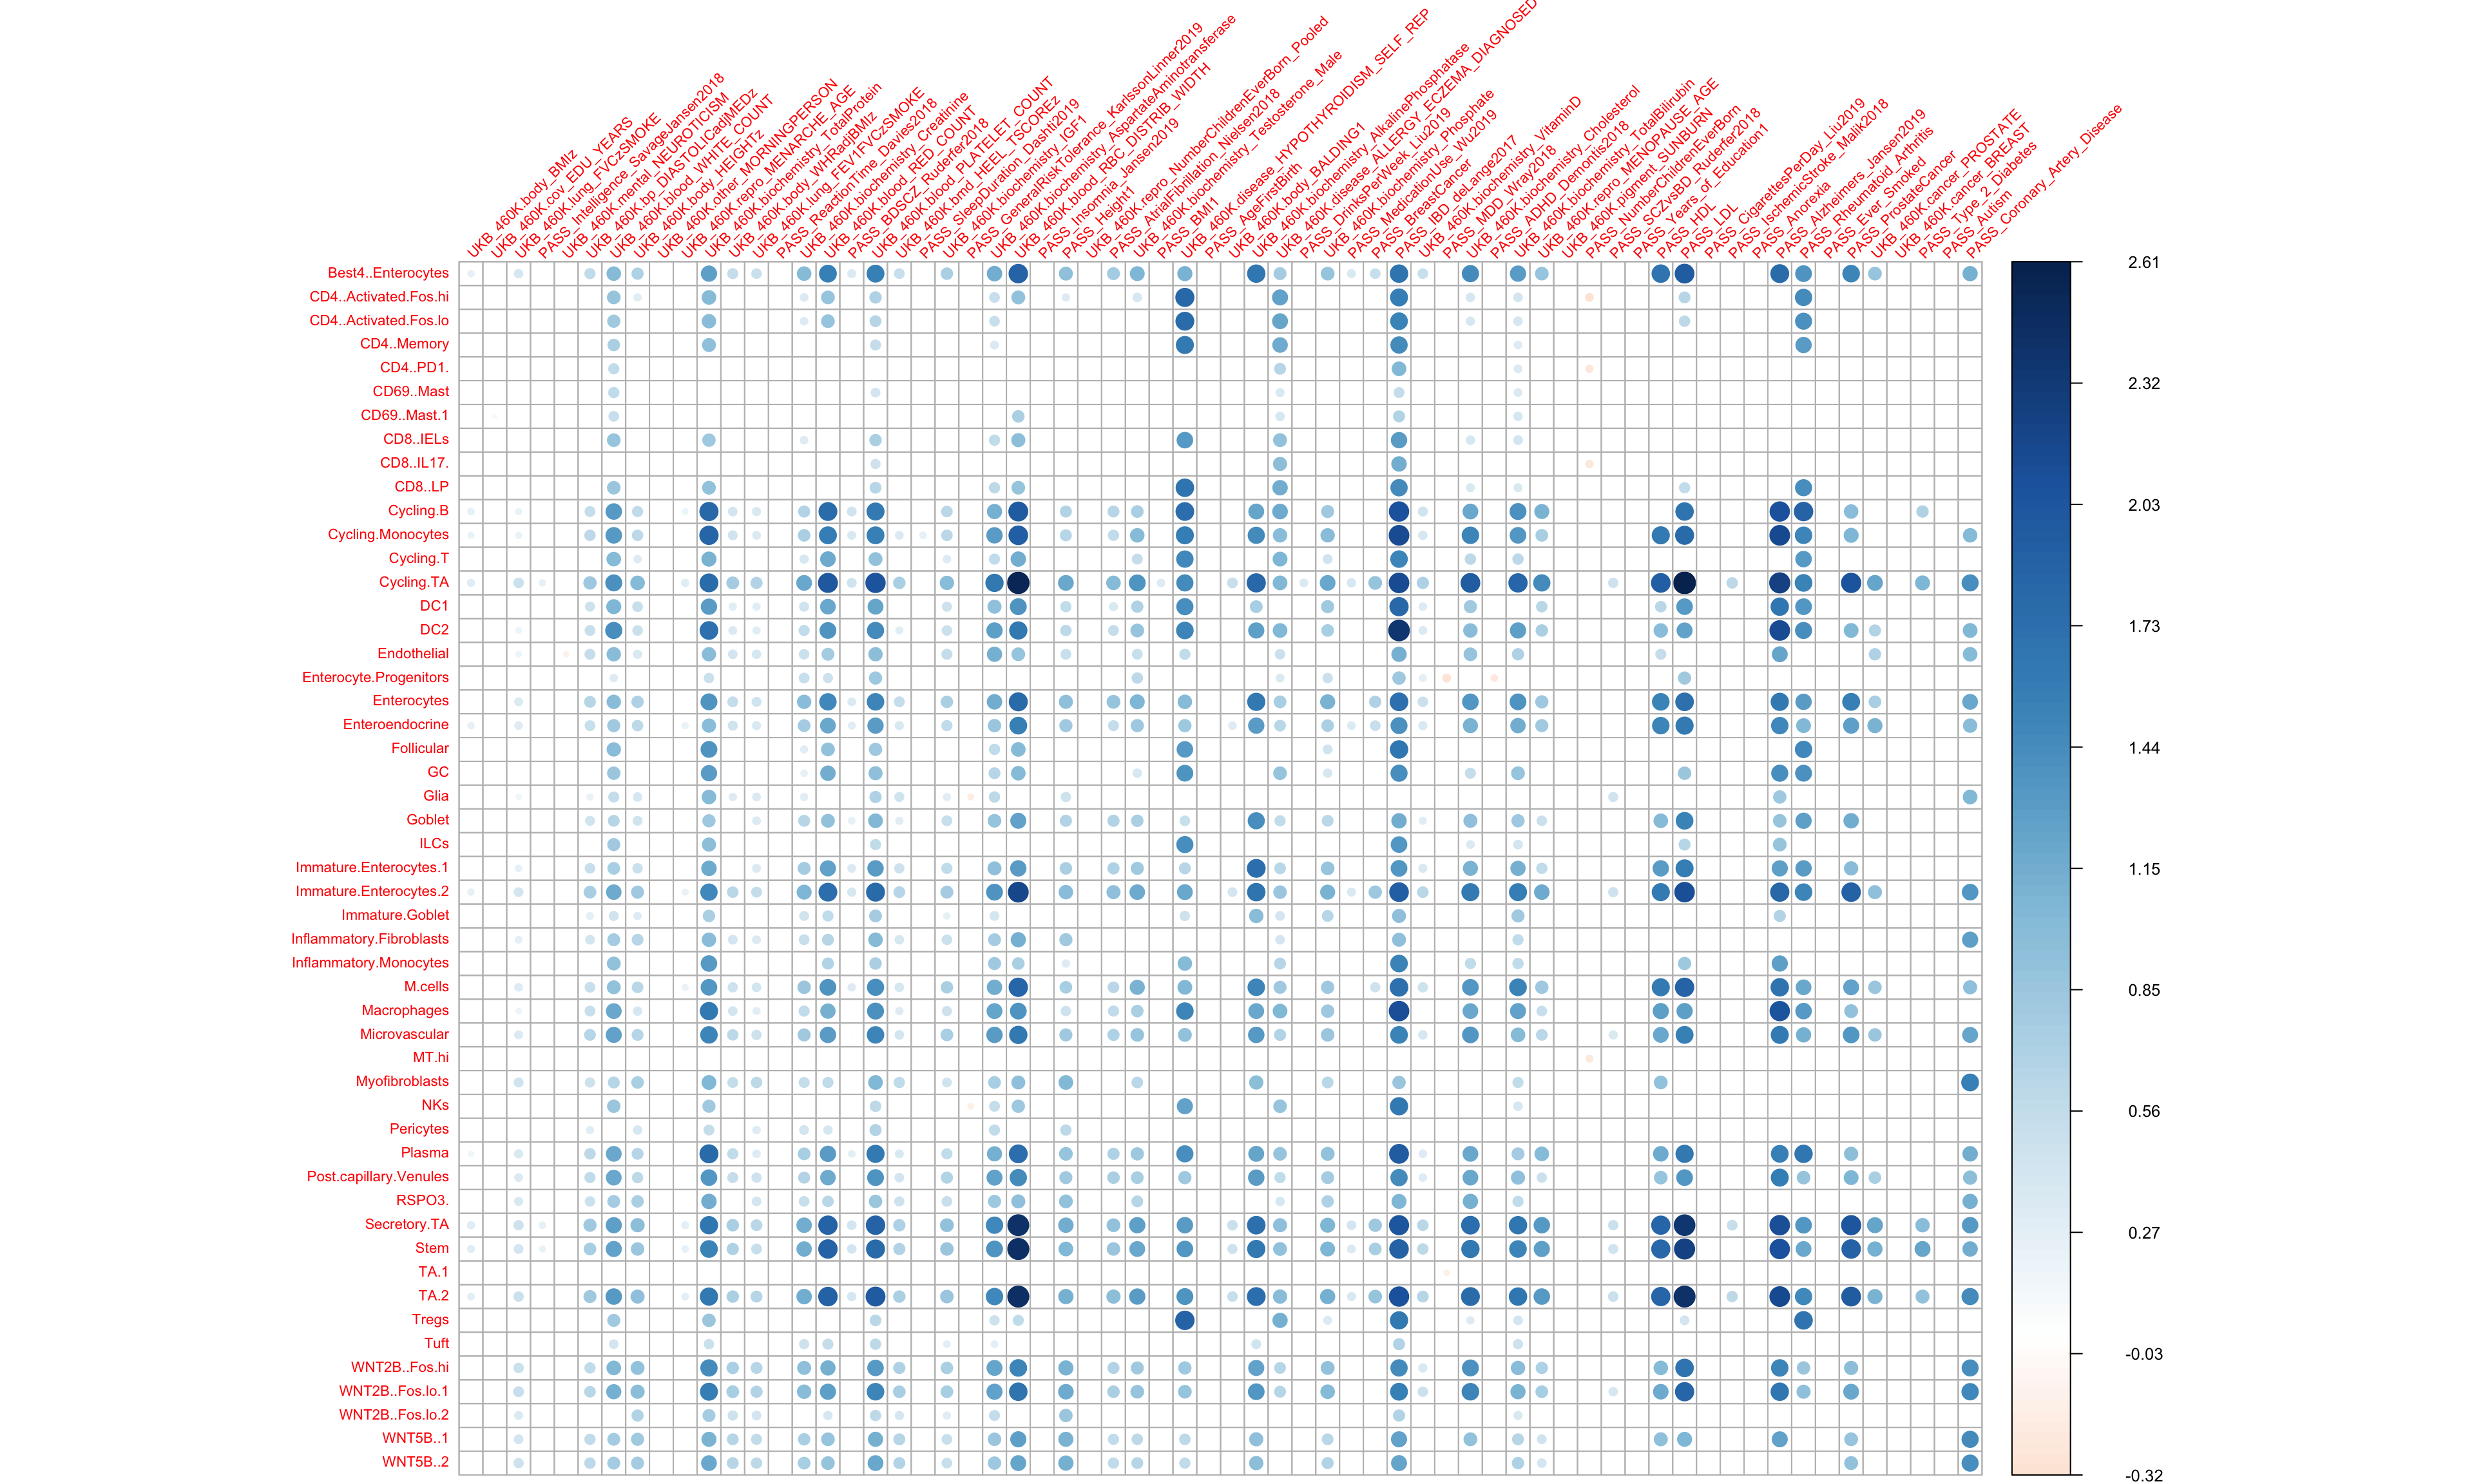 UKB_460K.body_BMIz
UKB_460K.cov_EDU_YEARS
UKB_460K.lung_FVCzSMOKE
PASS_Intelligence_SavageJansen2018
UKB_460K.mental_NEUROTICISM
UKB_460K.bp_DIASTOLICadjMEDz
UKB_460K.blood_WHITE_COUNT
UKB_460K.body_HEIGHTz
UKB_460K.other_MORNINGPERSON
UKB_460K.repro_MENARCHE_AGE
UKB_460K.biochemistry_TotalProtein
UKB_460K.body_WHRadjBMIz
UKB_460K.lung_FEV1FVCzSMOKE
PASS_ReactionTime_Davies2018
UKB_460K.biochemistry_Creatinine
UKB_460K.blood_RED_COUNT
PASS_BDSCZ_Ruderfer2018
UKB_460K.blood_PLATELET_COUNT
UKB_460K.bmd_HEEL_TSCOREz
PASS_SleepDuration_Dashti2019
UKB_460K.biochemistry_IGF1
PASS_GeneralRiskTolerance_KarlssonLinner2019
UKB_460K.biochemistry_AspartateAminotransferase
UKB_460K.blood_RBC_DISTRIB_WIDTH
PASS_Insomnia_Jansen2019
PASS_Height1
UKB_460K.repro_NumberChildrenEverBorn_Pooled
PASS_AtrialFibrillation_Nielsen2018
UKB_460K.biochemistry_Testosterone_Male
PASS_BMI1
UKB_460K.disease_HYPOTHYROIDISM_SELF_REP
PASS_AgeFirstBirth
UKB_460K.body_BALDING1
UKB_460K.biochemistry_AlkalinePhosphatase
UKB_460K.disease_ALLERGY_ECZEMA_DIAGNOSED
PASS_DrinksPerWeek_Liu2019
UKB_460K.biochemistry_Phosphate
PASS_MedicationUse_Wu2019
PASS_BreastCancer
PASS_IBD_deLange2017
UKB_460K.biochemistry_VitaminD
PASS_MDD_Wray2018
UKB_460K.biochemistry_Cholesterol
PASS_ADHD_Demontis2018
UKB_460K.biochemistry_TotalBilirubin
UKB_460K.repro_MENOPAUSE_AGE
UKB_460K.pigment_SUNBURN
PASS_NumberChildrenEverBorn
PASS_SCZvsBD_Ruderfer2018
PASS_Years_of_Education1
PASS_HDL
PASS_LDL
PASS_CigarettesPerDay_Liu2019
PASS_IschemicStroke_Malik2018
PASS_Anorexia
PASS_Alzheimers_Jansen2019
PASS_Rheumatoid_Arthritis
PASS_Ever_Smoked
PASS_ProstateCancer
UKB_460K.cancer_PROSTATE
UKB_460K.cancer_BREAST
PASS_Type_2_Diabetes
PASS_Autism
PASS_Coronary_Artery_Disease
Best4..Enterocytes
CD4..Activated.Fos.hi
CD4..Activated.Fos.lo
CD4..Memory
CD4..PD1.
CD69..Mast
CD69..Mast.1
CD8..IELs
CD8..IL17.
CD8..LP
Cycling.B
Cycling.Monocytes
Cycling.T
Cycling.TA
DC1
DC2
Endothelial
Enterocyte.Progenitors
Enterocytes
Enteroendocrine
Follicular
GC
Glia
Goblet
ILCs
Immature.Enterocytes.1
Immature.Enterocytes.2
Immature.Goblet
Inflammatory.Fibroblasts
Inflammatory.Monocytes
M.cells
Macrophages
Microvascular
MT.hi
Myofibroblasts
NKs
Pericytes
Plasma
Post.capillary.Venules
RSPO3.
Secretory.TA
Stem
TA.1
TA.2
Tregs
Tuft
WNT2B..Fos.hi
WNT2B..Fos.lo.1
WNT2B..Fos.lo.2
WNT5B..1
WNT5B..2
2.61
2.32
2.03
1.73
1.44
1.15
0.85
0.56
0.27
-0.03
-0.32